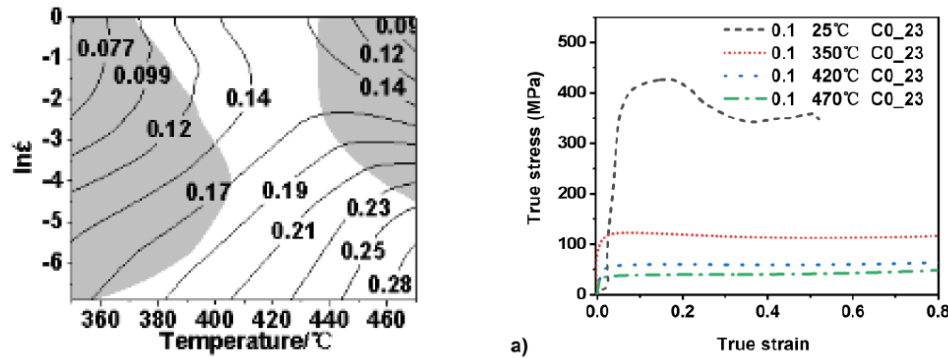 0
-1
-2
-3
-4
-5
-6
lnε̇
0.077
0.099
0.12
0.14
0.17
0.19
0.21
0.23
0.25
0.28
0.12
0.14
360 380 400 420 440 460
Temperature/℃
500
400
300
200
100
0
True stress (MPa)
0.1 25℃ C0_23
0.1 350℃ C0_23
0.1 420℃ C0_23
0.1 470℃ C0_23
0.0 0.2 0.4 0.6 0.8
a)
True strain